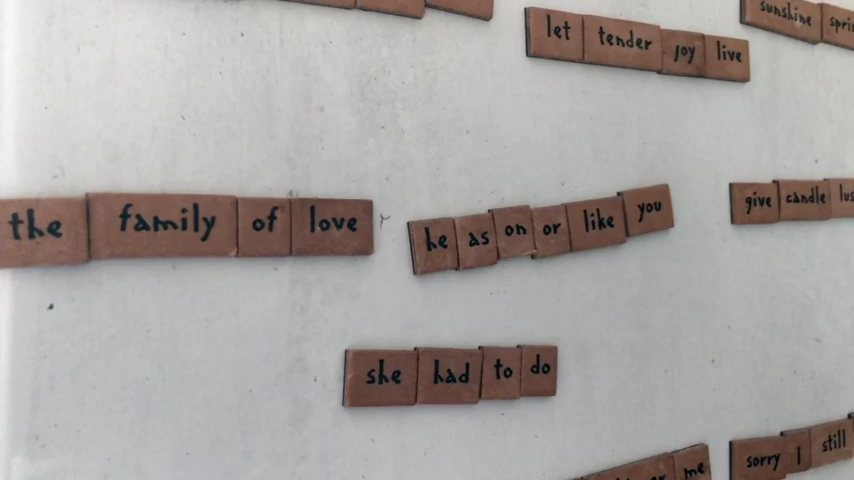 let tender joy live
sunshine
the family of love
he as on or like you
give candle
she had to do
me
sorry I still